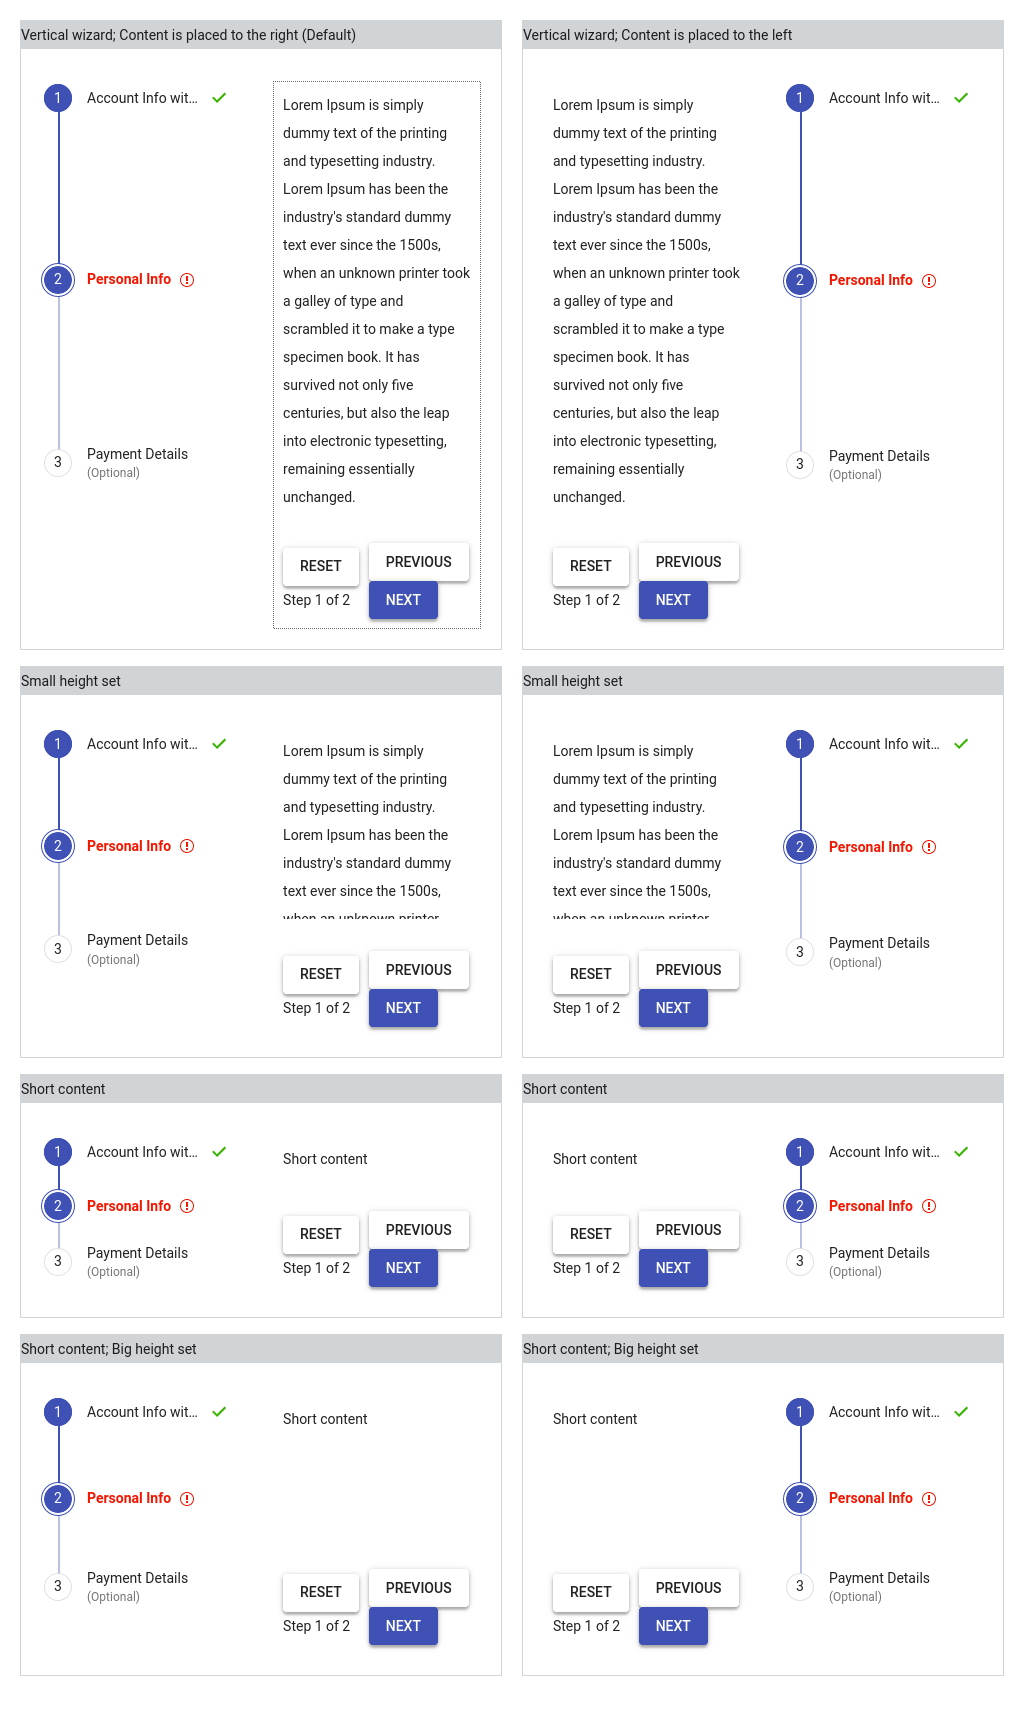 Vertical wizard; Content is placed to the right (Default)
1 Account Info wit...
2 Personal Info
3 Payment Details
(Optional)
Lorem Ipsum is simply
dummy text of the printing
and typesetting industry.
Lorem Ipsum has been the
industry's standard dummy
text ever since the 1500s,
when an unknown printer took
a galley of type and
scrambled it to make a type
specimen book. It has
survived not only five
centuries, but also the leap
into electronic typesetting,
remaining essentially
unchanged.
RESET PREVIOUS
Step 1 of 2 NEXT
Vertical wizard; Content is placed to the left
Lorem Ipsum is simply
dummy text of the printing
and typesetting industry.
Lorem Ipsum has been the
industry's standard dummy
text ever since the 1500s,
when an unknown printer took
a galley of type and
scrambled it to make a type
specimen book. It has
survived not only five
centuries, but also the leap
into electronic typesetting,
remaining essentially
unchanged.
RESET PREVIOUS
Step 1 of 2 NEXT
1 Account Info wit...
2 Personal Info
3 Payment Details
(Optional)
Small height set
1 Account Info wit...
2 Personal Info
3 Payment Details
(Optional)
Lorem Ipsum is simply
dummy text of the printing
and typesetting industry.
Lorem Ipsum has been the
industry's standard dummy
text ever since the 1500s,
when an unknown printer
RESET PREVIOUS
Step 1 of 2 NEXT
Small height set
Lorem Ipsum is simply
dummy text of the printing
and typesetting industry.
Lorem Ipsum has been the
industry's standard dummy
text ever since the 1500s,
when an unknown printer
RESET PREVIOUS
Step 1 of 2 NEXT
1 Account Info wit...
2 Personal Info
3 Payment Details
(Optional)
Short content
1 Account Info wit...
2 Personal Info
3 Payment Details
(Optional)
Short content
RESET PREVIOUS
Step 1 of 2 NEXT
Short content
Short content
RESET PREVIOUS
Step 1 of 2 NEXT
1 Account Info wit...
2 Personal Info
3 Payment Details
(Optional)
Short content; Big height set
1 Account Info wit...
2 Personal Info
3 Payment Details
(Optional)
Short content
RESET PREVIOUS
Step 1 of 2 NEXT
Short content; Big height set
Short content
RESET PREVIOUS
Step 1 of 2 NEXT
1 Account Info wit...
2 Personal Info
3 Payment Details
(Optional)